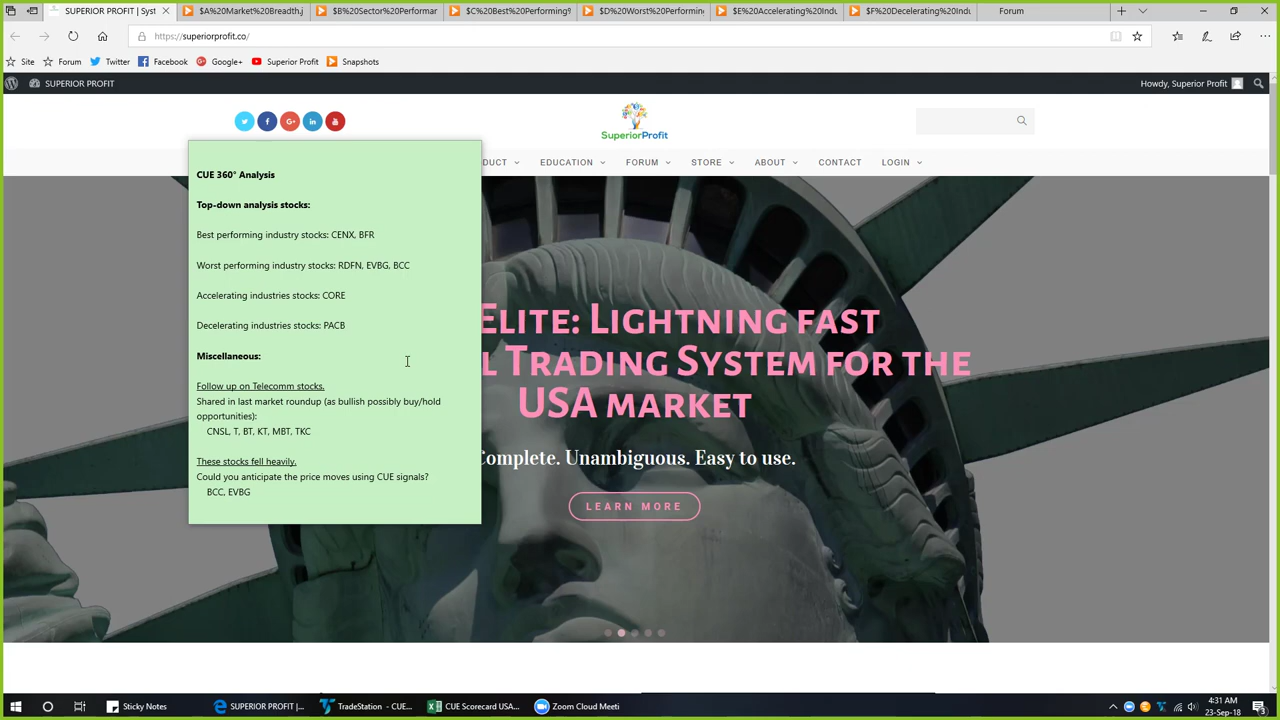 SUPERIOR PROFIT | Syst
$A%20Market%20Breadth.j
$B%20Sector%20Performar
$C%20Best%20Performing%
$D%20Worst%20Performing
$E%20Accelerating%20Indu
$F%20Decelerating%20Indu
Forum
https://superiorprofit.co/
Site
Forum
Twitter
Facebook
Google+
Superior Profit
Snapshots
SUPERIOR PROFIT
Howdy, Superior Profit
SuperiorProfit
DUCT
EDUCATION
FORUM
STORE
ABOUT
CONTACT
LOGIN
CUE 360° Analysis
Top-down analysis stocks:
Best performing industry stocks: CENX, BFR
Worst performing industry stocks: RDFN, EVBG, BCC
Accelerating industries stocks: CORE
Decelerating industries stocks: PACB
Miscellaneous:
Follow up on Telecomm stocks.
Shared in last market roundup (as bullish possibly buy/hold
opportunities):
CNSL, T, BT, KT, MBT, TKC
These stocks fell heavily.
Could you anticipate the price moves using CUE signals?
BCC, EVBG
Elite: Lightning fast
l Trading System for the
USA market
Complete. Unambiguous. Easy to use.
LEARN MORE
Sticky Notes
SUPERIOR PROFIT |...
TradeStation - CUE...
CUE Scorecard USA...
Zoom Cloud Meeti
4:31 AM
23-Sep-18
3